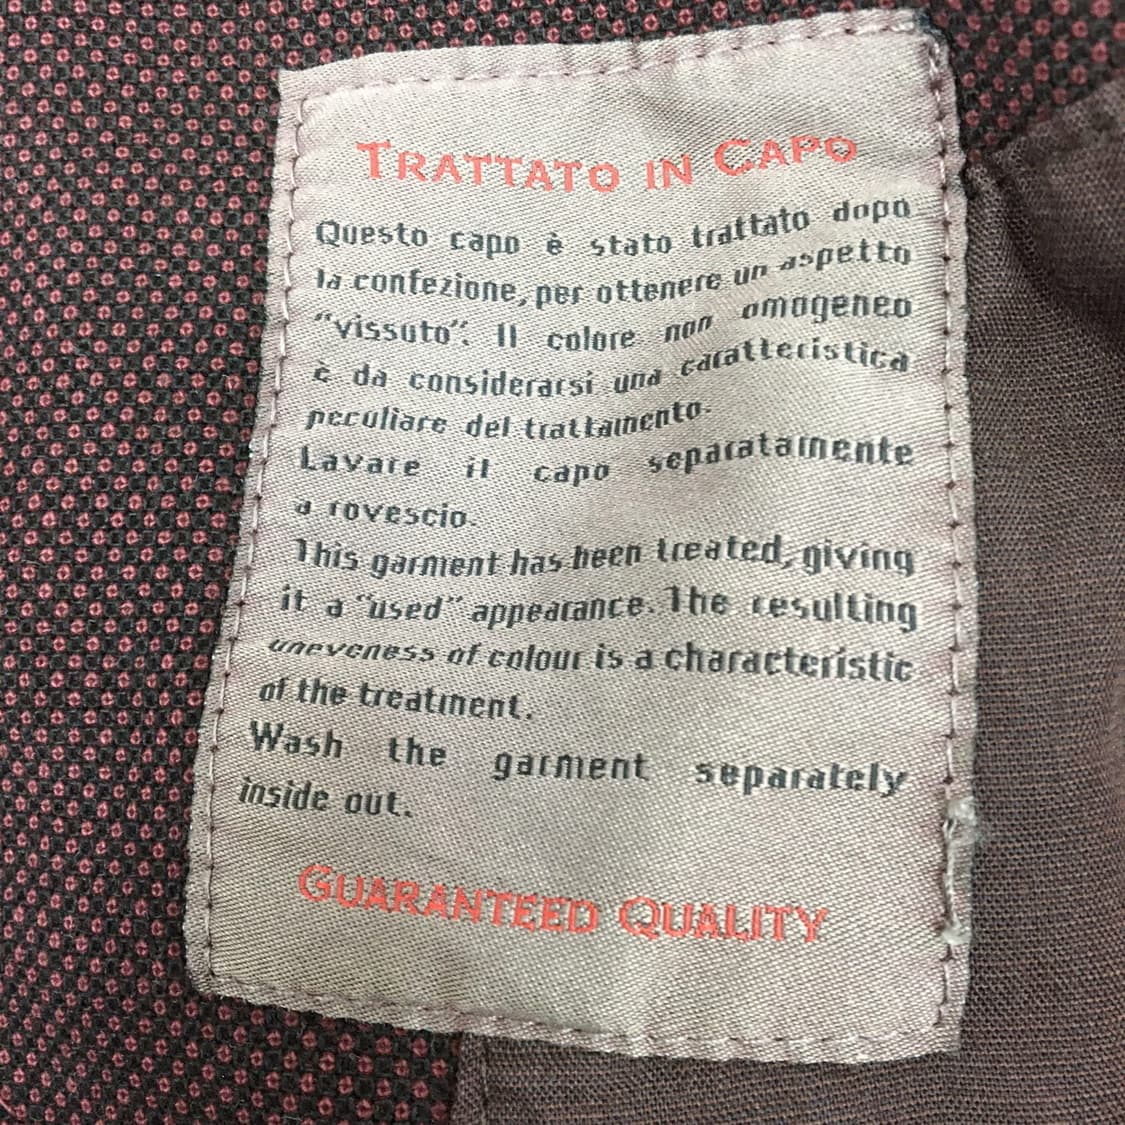 TRATTATO IN CAPO
Questo capo è stato trattato dopo
la confezione, per ottenere un aspetto
"vissuto". Il colore non omogeneo
è da considerarsi una caratteristica
peculiare del trattamento.
Lavare il capo separatamente
a rovescio.
This garment has been treated, giving
it a "used" appearance. The resulting
uneveness of colour is a characteristic
of the treatment.
Wash the garment separately
inside out.
GUARANTEED QUALITY